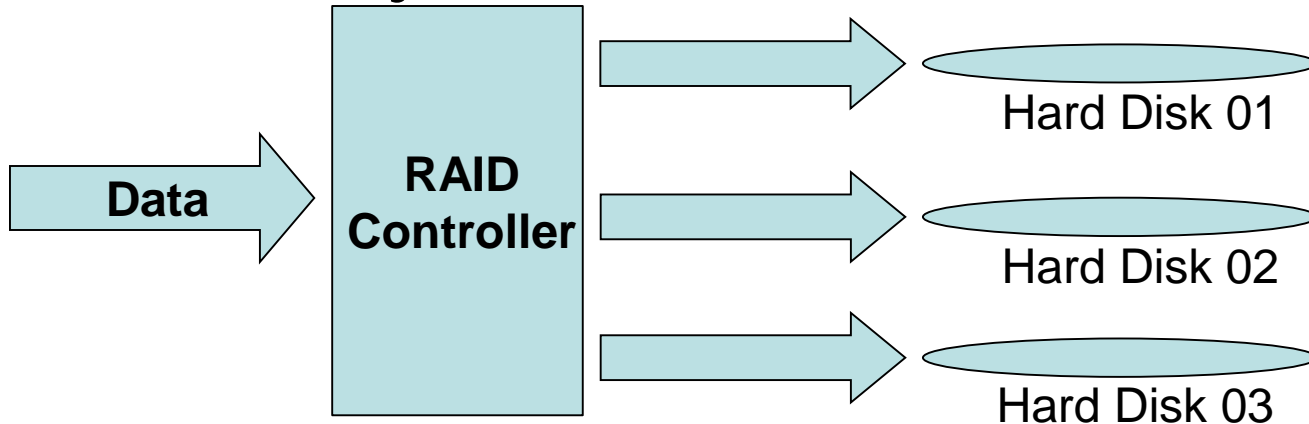 Data
RAID
Controller
Hard Disk 01
Hard Disk 02
Hard Disk 03